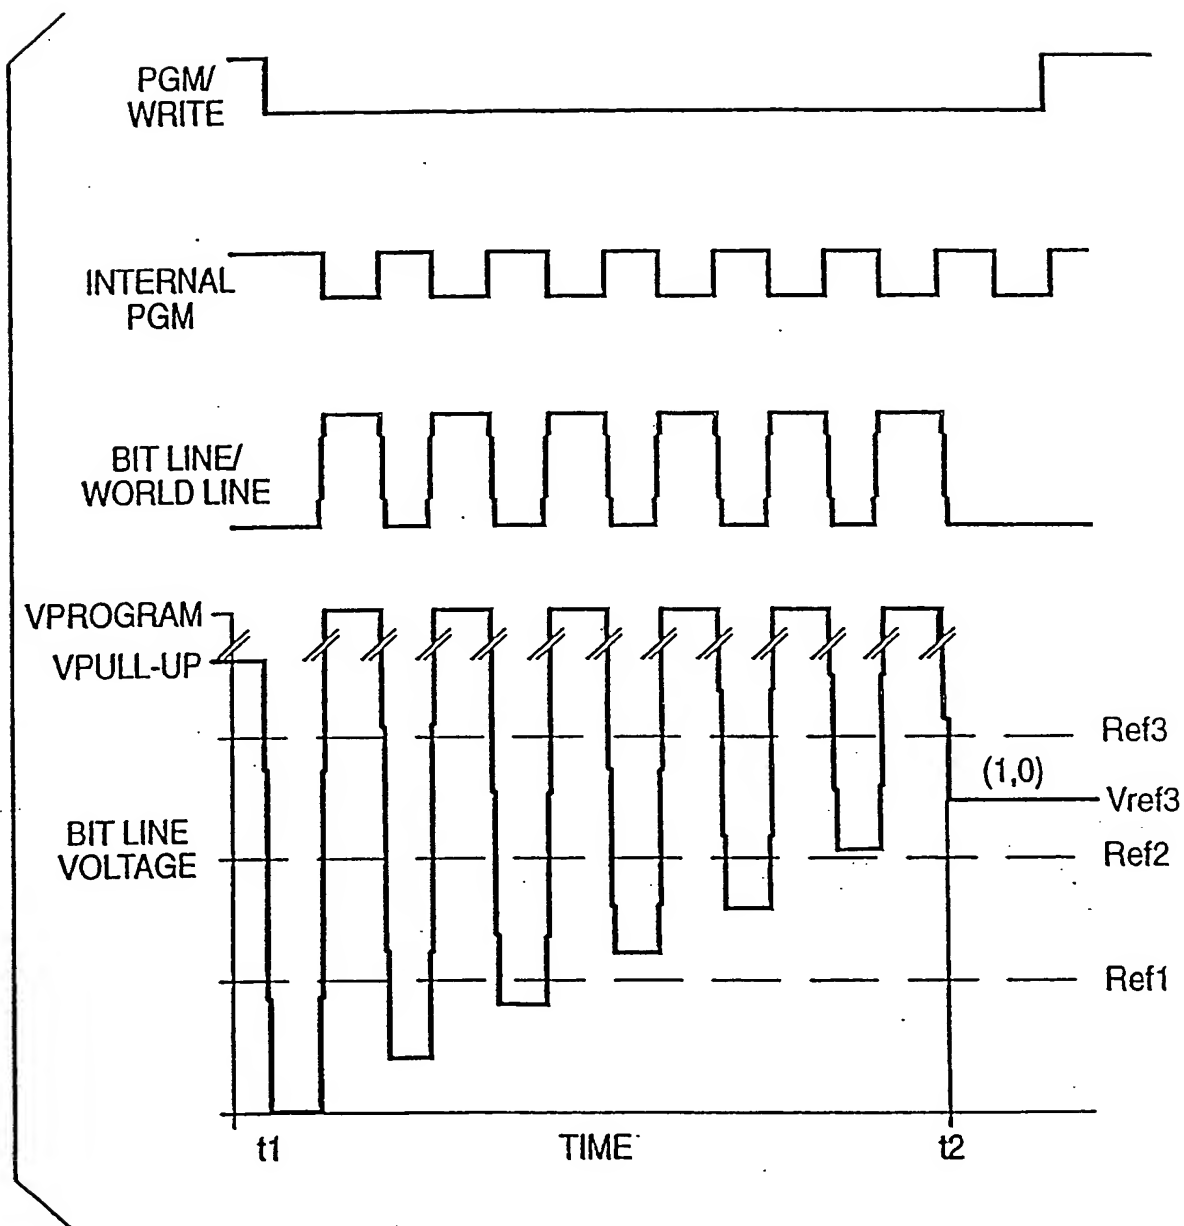 PGM/
WRITE
INTERNAL
PGM
BIT LINE/
WORLD LINE
VPROGRAM
VPULL-UP
Ref3
(1,0)
Vref3
BIT LINE
VOLTAGE
Ref2
Ref1
t1
TIME
t2